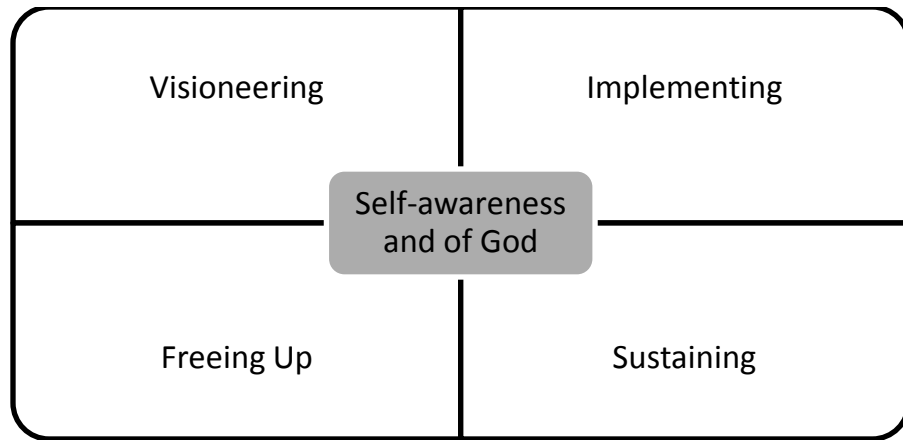 Visioneering
Implementing
Self-awareness
and of God
Freeing Up
Sustaining